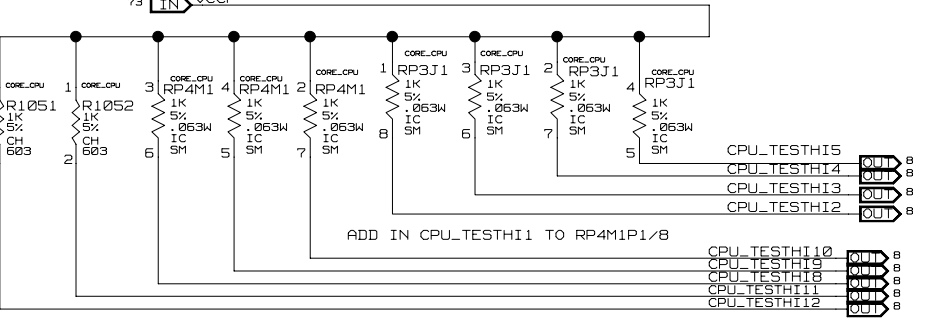 73 IN
CORE_CPU
R1051
1K
5%
CH
603
CORE_CPU
1 R1052
1K
5%
CH
603
2
CORE_CPU
3 RP4M1
1K
5%
.063W
IC
SM
6
CORE_CPU
4 RP4M1
1K
5%
.063W
IC
SM
5
CORE_CPU
2 RP4M1
1K
5%
.063W
IC
SM
7
CORE_CPU
1 RP3J1
1K
5%
.063W
IC
SM
8
CORE_CPU
3 RP3J1
1K
5%
.063W
IC
SM
6
CORE_CPU
2 RP3J1
1K
5%
.063W
IC
SM
7
CORE_CPU
4 RP3J1
1K
5%
.063W
IC
SM
5
CPU_TESTHI5 OUT 8
CPU_TESTHI4 OUT 8
CPU_TESTHI3 OUT 8
CPU_TESTHI2 OUT 8
ADD IN CPU_TESTHI1 TO RP4M1P1/8
CPU_TESTHI10 OUT 8
CPU_TESTHI9 OUT 8
CPU_TESTHI8 OUT 8
CPU_TESTHI11 OUT 8
CPU_TESTHI12 OUT 8